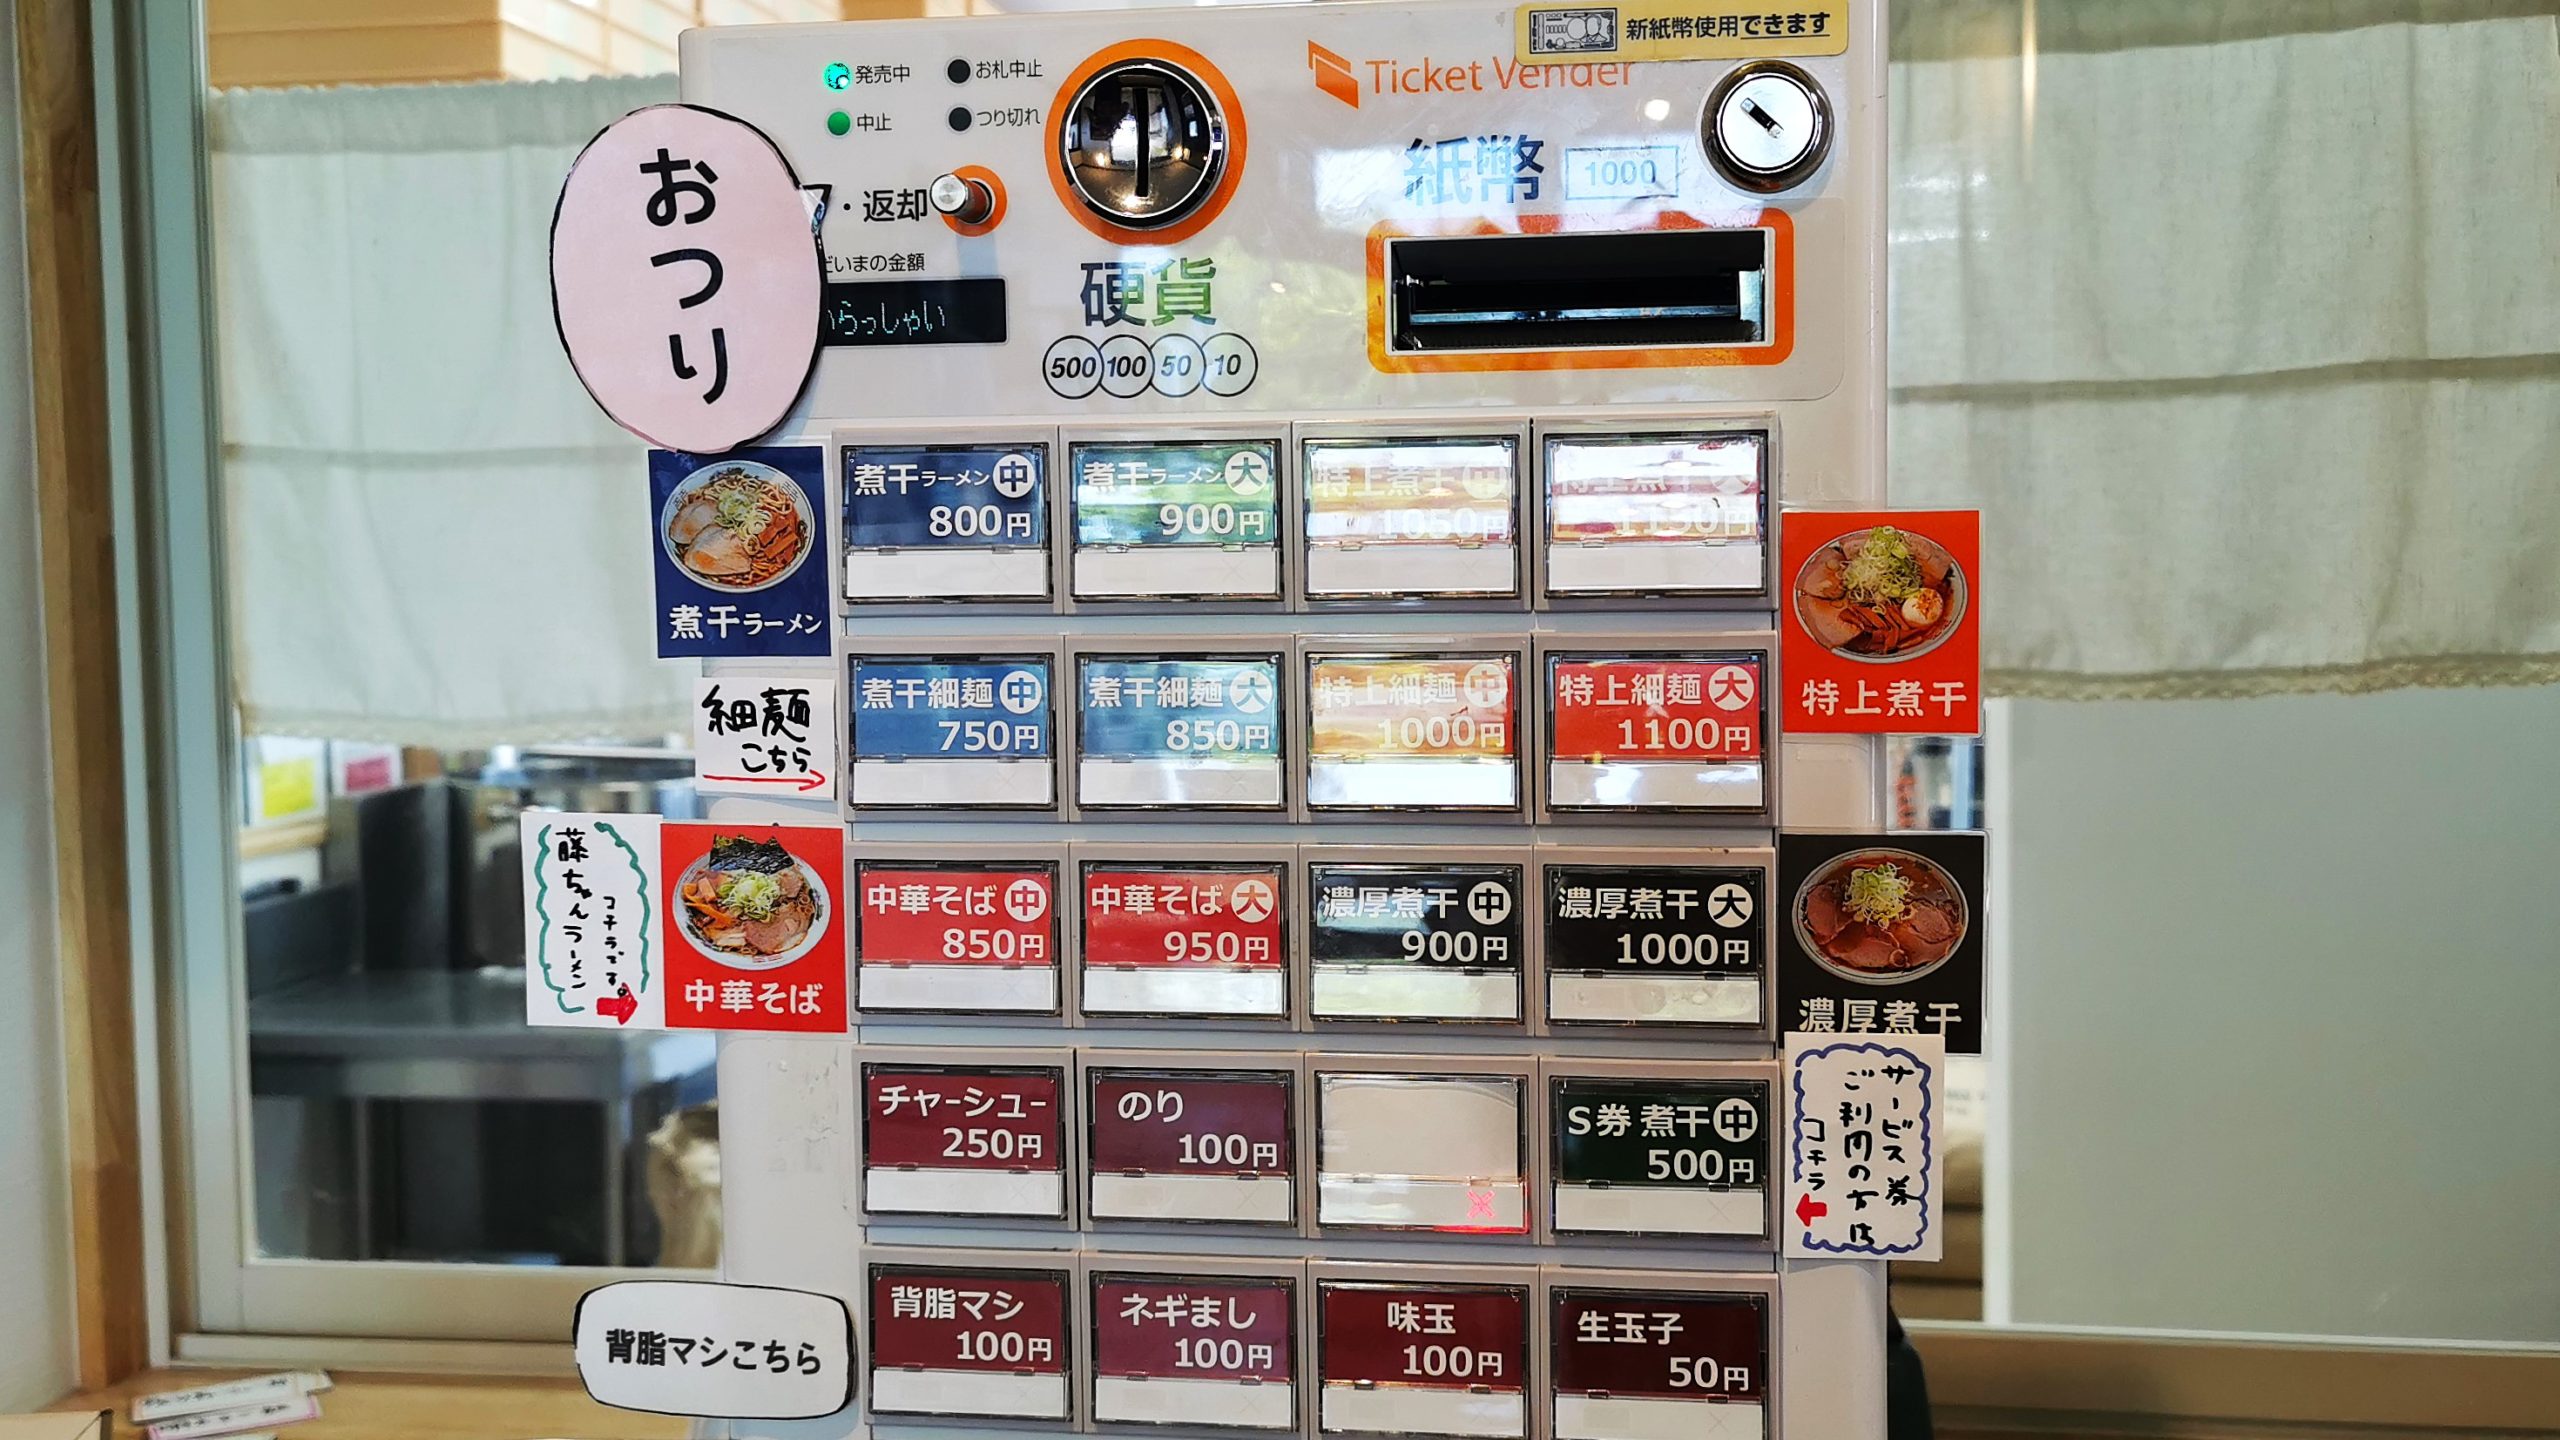 新紙幣使用できます
発売中
お札中止
Ticket Vender
中止
つり切れ
紙幣 1000
・返却
だいまの金額
いらっしゃい
硬貨
500 100 50 10
おつり
煮干ラーメン 中
800円
煮干ラーメン 大
900円
特上煮干 中
1050円
特上煮干 大
1150円
煮干ラーメン
特上煮干
煮干細麺 中
750円
煮干細麺 大
850円
特上細麺 中
1000円
特上細麺 大
1100円
細麺
こちら
藤ちゃんラーメン
コチラです。
中華そば
中華そば 中
850円
中華そば 大
950円
濃厚煮干 中
900円
濃厚煮干 大
1000円
濃厚煮干
チャーシュー
250円
のり
100円
S券 煮干 中
500円
サービス券
ご利用の方は
コチラ
背脂マシこちら
背脂マシ
100円
ネギまし
100円
味玉
100円
生玉子
50円